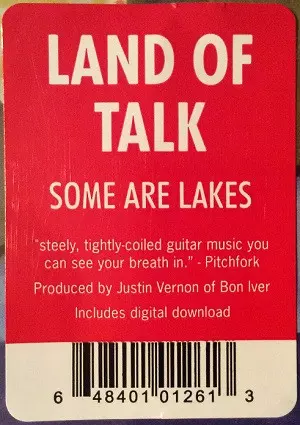 LAND OF
TALK
SOME ARE LAKES
"steely, tightly-coiled guitar music you
can see your breath in." - Pitchfork
Produced by Justin Vernon of Bon Iver
Includes digital download
6 48401 01261 3